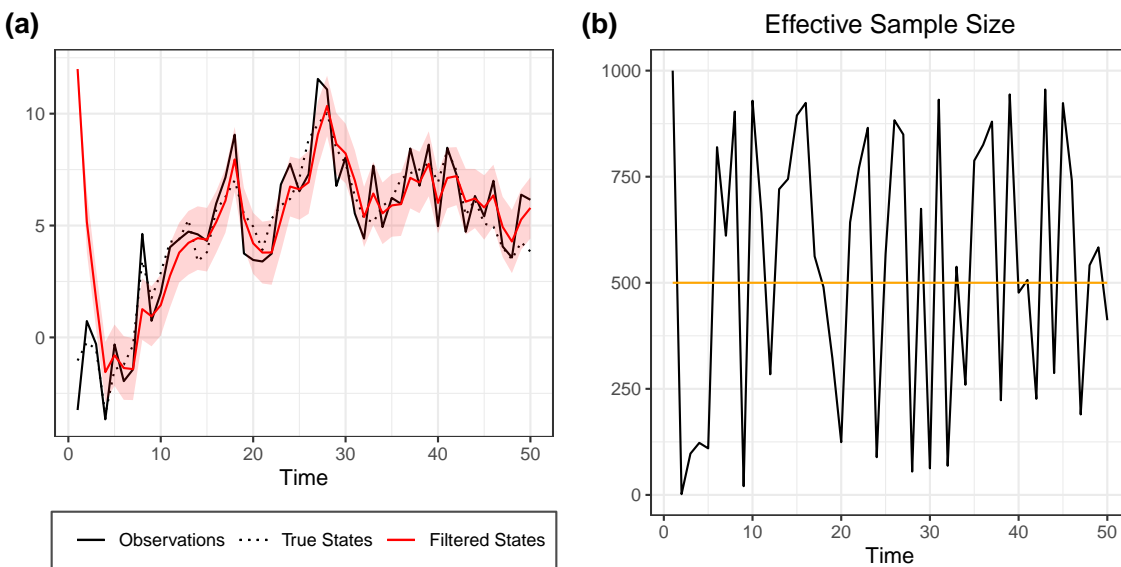 (a)
10
5
0
0 10 20 30 40 50
Time
Observations True States Filtered States
(b) Effective Sample Size
1000
750
500
250
0
0 10 20 30 40 50
Time